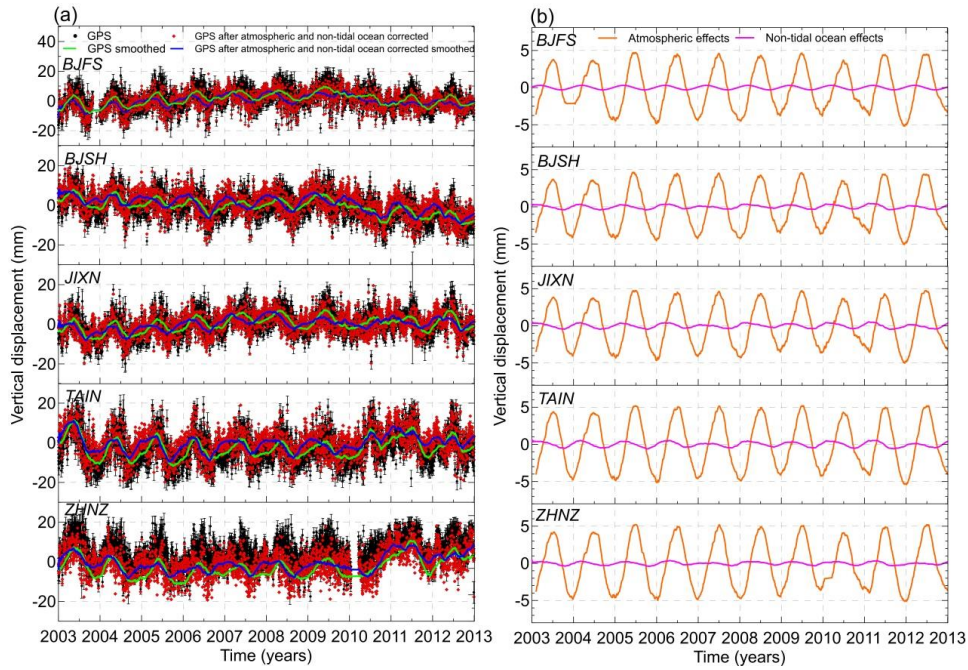 (a)
(b)
GPS
GPS after atmospheric and non-tidal ocean corrected
GPS smoothed
GPS after atmospheric and non-tidal ocean corrected smoothed
BJFS
BJSH
JIXN
TAIN
ZHNZ
40
20
0
-20
20
0
-20
20
0
-20
20
0
-20
20
0
-20
Vertical displacement (mm)
2003 2004 2005 2006 2007 2008 2009 2010 2011 2012 2013
Time (years)
Atmospheric effects
Non-tidal ocean effects
BJFS
BJSH
JIXN
TAIN
ZHNZ
5
0
-5
5
0
-5
5
0
-5
5
0
-5
5
0
-5
Vertical displacement (mm)
2003 2004 2005 2006 2007 2008 2009 2010 2011 2012 2013
Time (years)